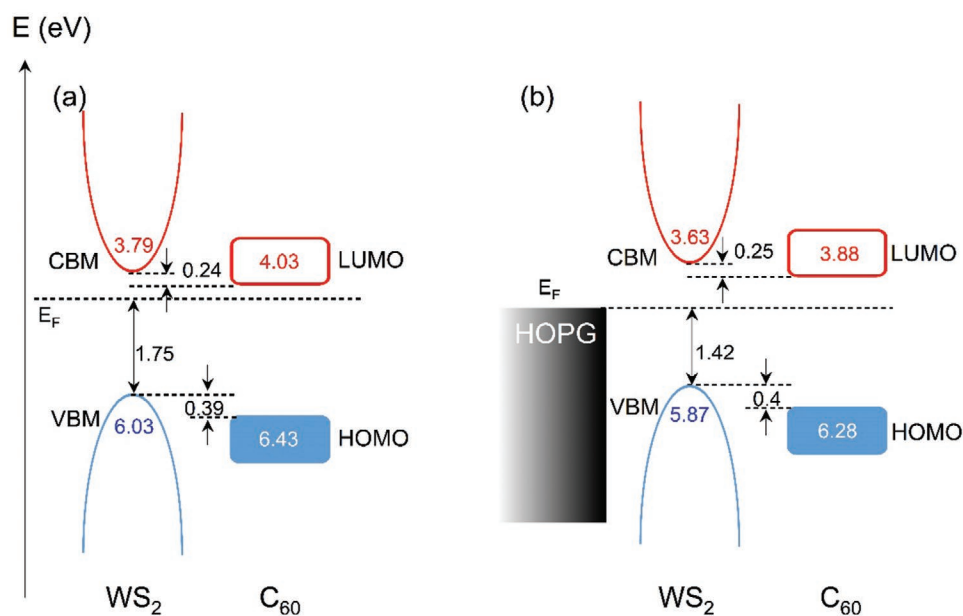 E (eV)
(a)
CBM
3.79
0.24
4.03
LUMO
E_F
1.75
VBM
6.03
0.39
6.43
HOMO
WS₂
C₆₀
(b)
CBM
3.63
0.25
3.88
LUMO
E_F
HOPG
1.42
VBM
5.87
0.4
6.28
HOMO
WS₂
C₆₀